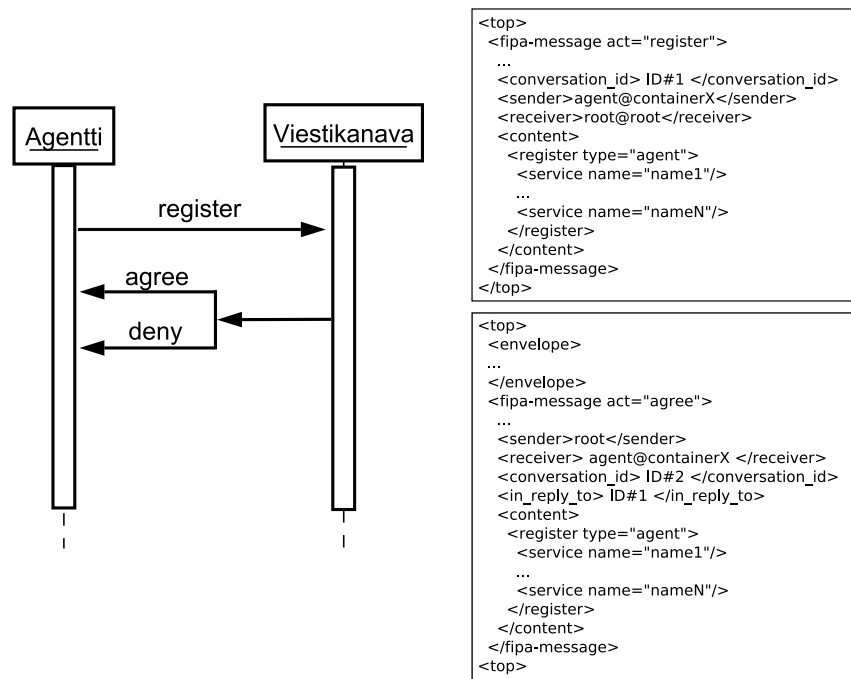 Agentti
Viestikanava
register
agree
deny
<top>
<fipa-message act="register">
...
<conversation_id> ID#1 </conversation_id>
<sender>agent@containerX</sender>
<receiver>root@root</receiver>
<content>
<register type="agent">
<service name="name1"/>
...
<service name="nameN"/>
</register>
</content>
</fipa-message>
</top>
<top>
<envelope>
...
</envelope>
<fipa-message act="agree">
...
<sender>root</sender>
<receiver> agent@containerX </receiver>
<conversation_id> ID#2 </conversation_id>
<in_reply_to> ID#1 </in_reply_to>
<content>
<register type="agent">
<service name="name1"/>
...
<service name="nameN"/>
</register>
</content>
</fipa-message>
<top>